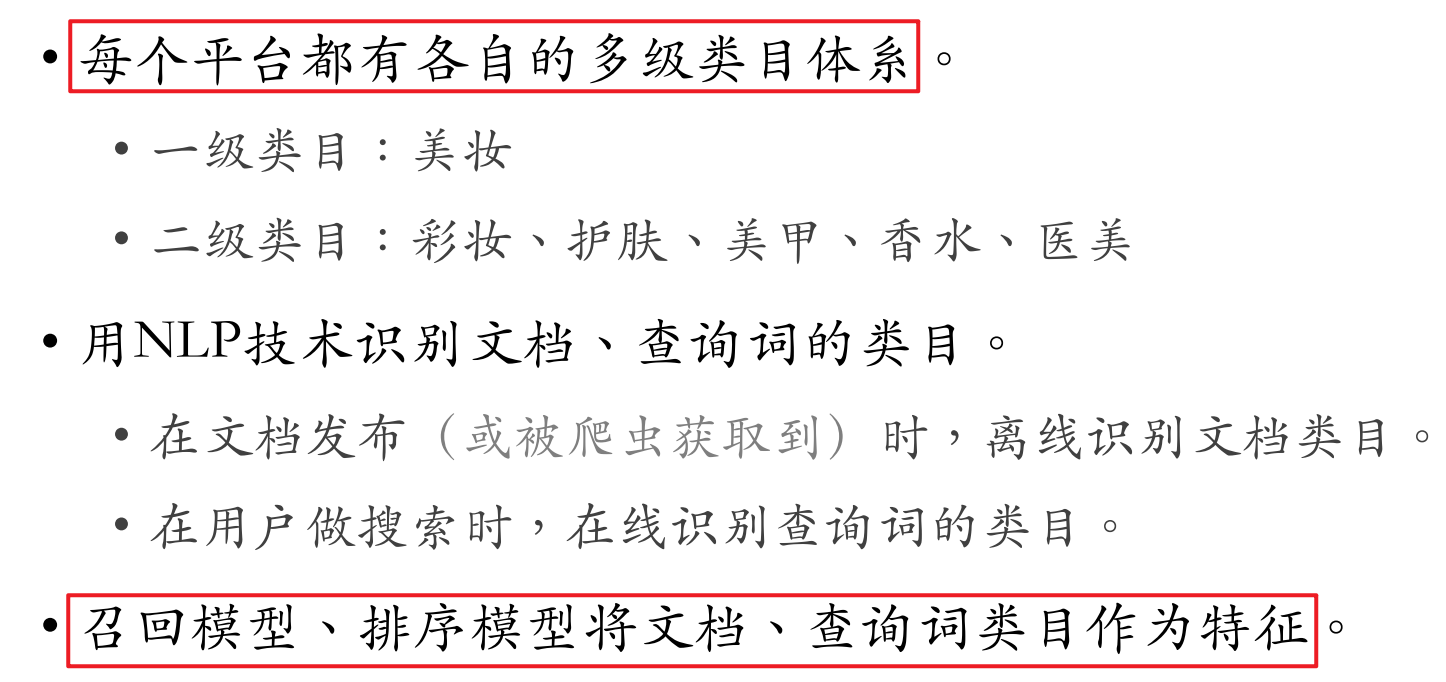 • 每个平台都有各自的多级类目体系。
• 一级类目：美妆
• 二级类目：彩妆、护肤、美甲、香水、医美
• 用NLP技术识别文档、查询词的类目。
• 在文档发布（或被爬虫获取到）时，离线识别文档类目。
• 在用户做搜索时，在线识别查询词的类目。
• 召回模型、排序模型将文档、查询词类目作为特征。